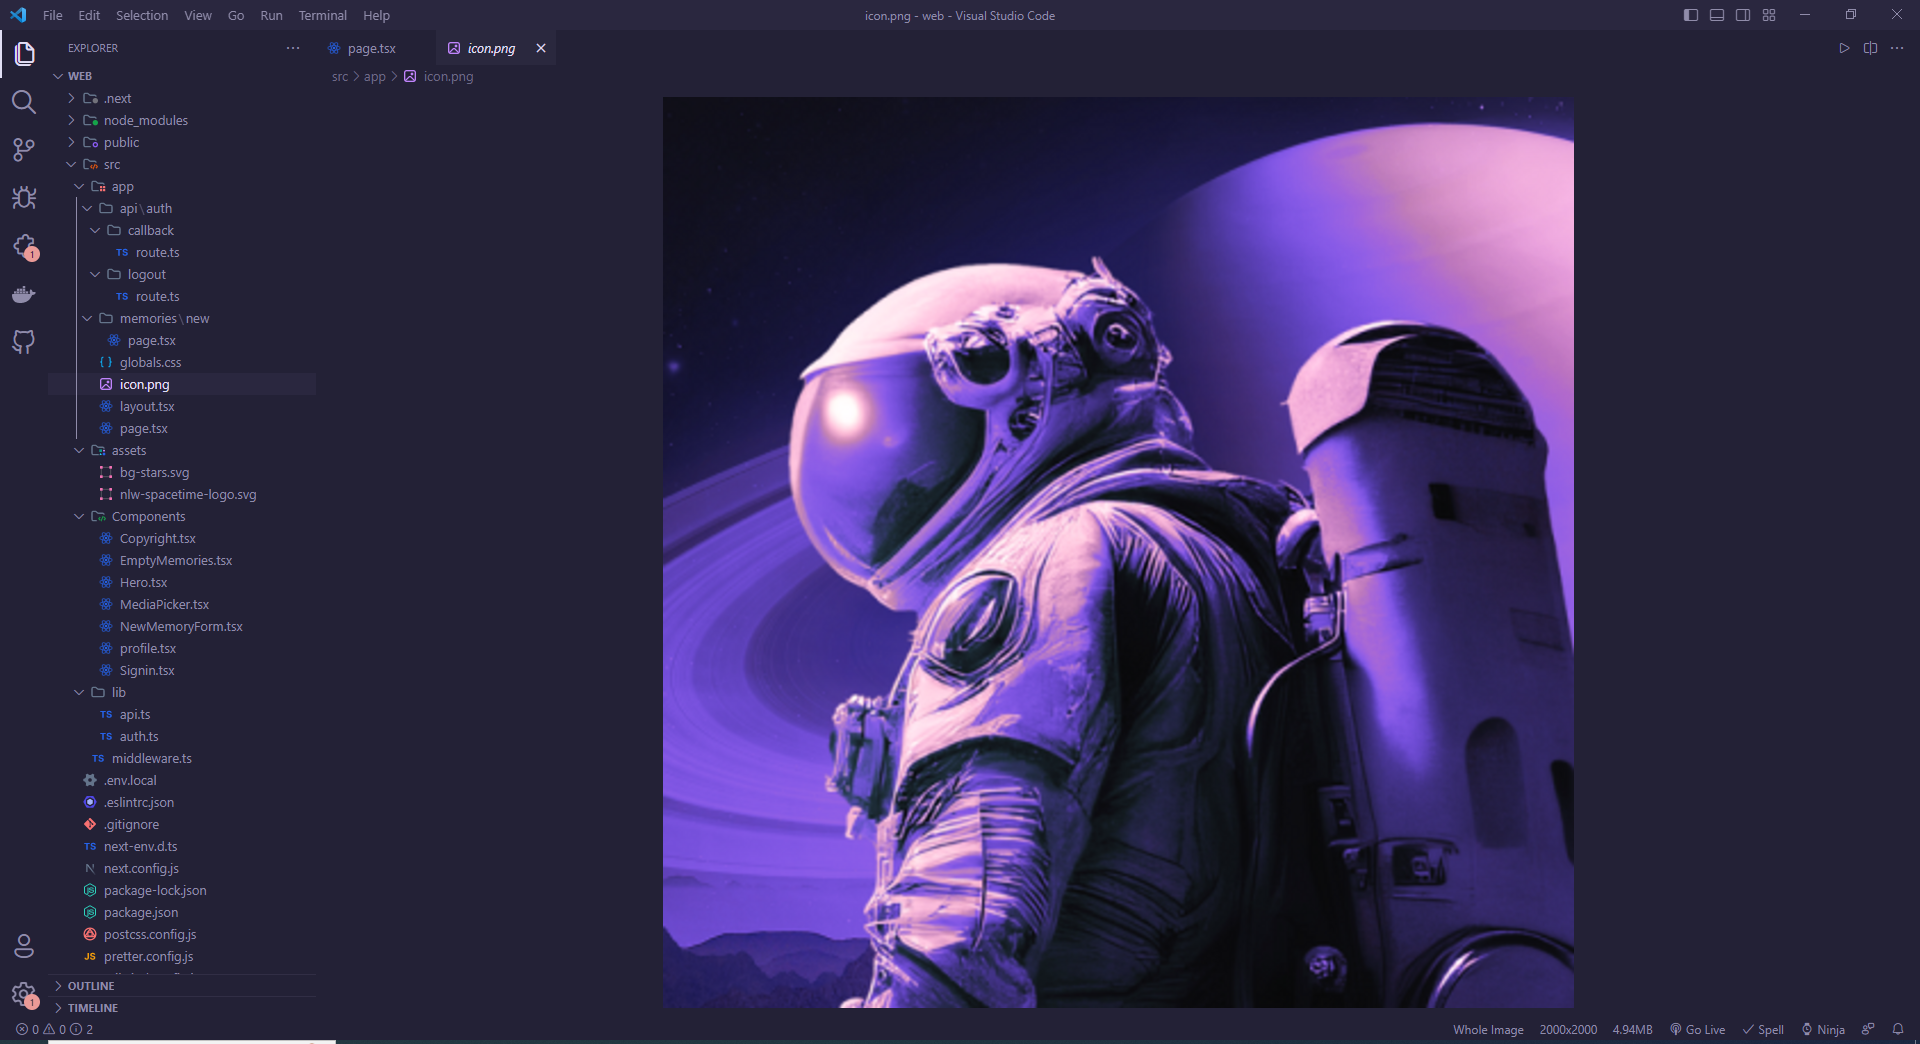 File Edit Selection View Go Run Terminal Help
icon.png - web - Visual Studio Code
EXPLORER
WEB
.next
node_modules
public
src
app
api\auth
callback
TS route.ts
logout
TS route.ts
memories\new
page.tsx
{ } globals.css
icon.png
layout.tsx
page.tsx
assets
bg-stars.svg
nlw-spacetime-logo.svg
Components
Copyright.tsx
EmptyMemories.tsx
Hero.tsx
MediaPicker.tsx
NewMemoryForm.tsx
profile.tsx
Signin.tsx
lib
TS api.ts
TS auth.ts
TS middleware.ts
.env.local
.eslintrc.json
.gitignore
TS next-env.d.ts
N next.config.js
JS package-lock.json
JS package.json
postcss.config.js
JS pretter.config.js
OUTLINE
TIMELINE
1
1
page.tsx
icon.png
src > app > icon.png
0 0 2
Whole Image 2000x2000 4.94MB Go Live Spell Ninja